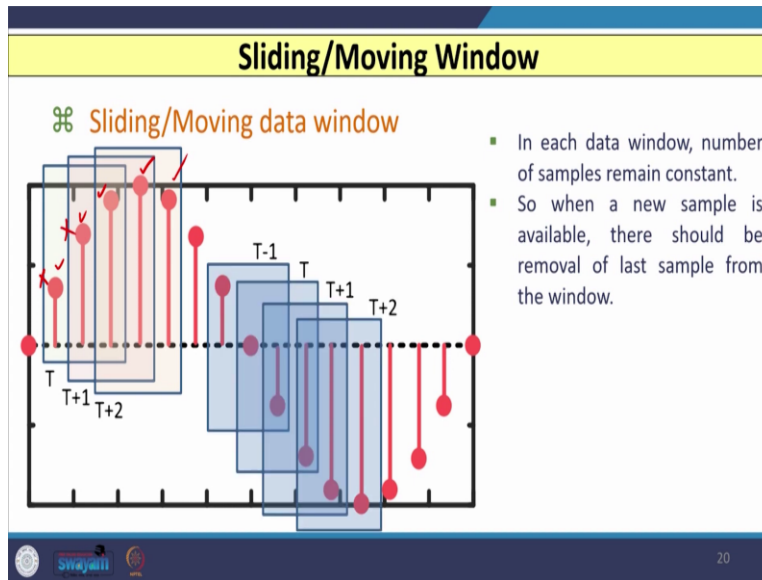 Sliding/Moving Window
⌘ Sliding/Moving data window
▪ In each data window, number
of samples remain constant.
▪ So when a new sample is
available, there should be
removal of last sample from
the window.
T-1
T
T+1
T+2
T
T+1
T+2
swayam
20